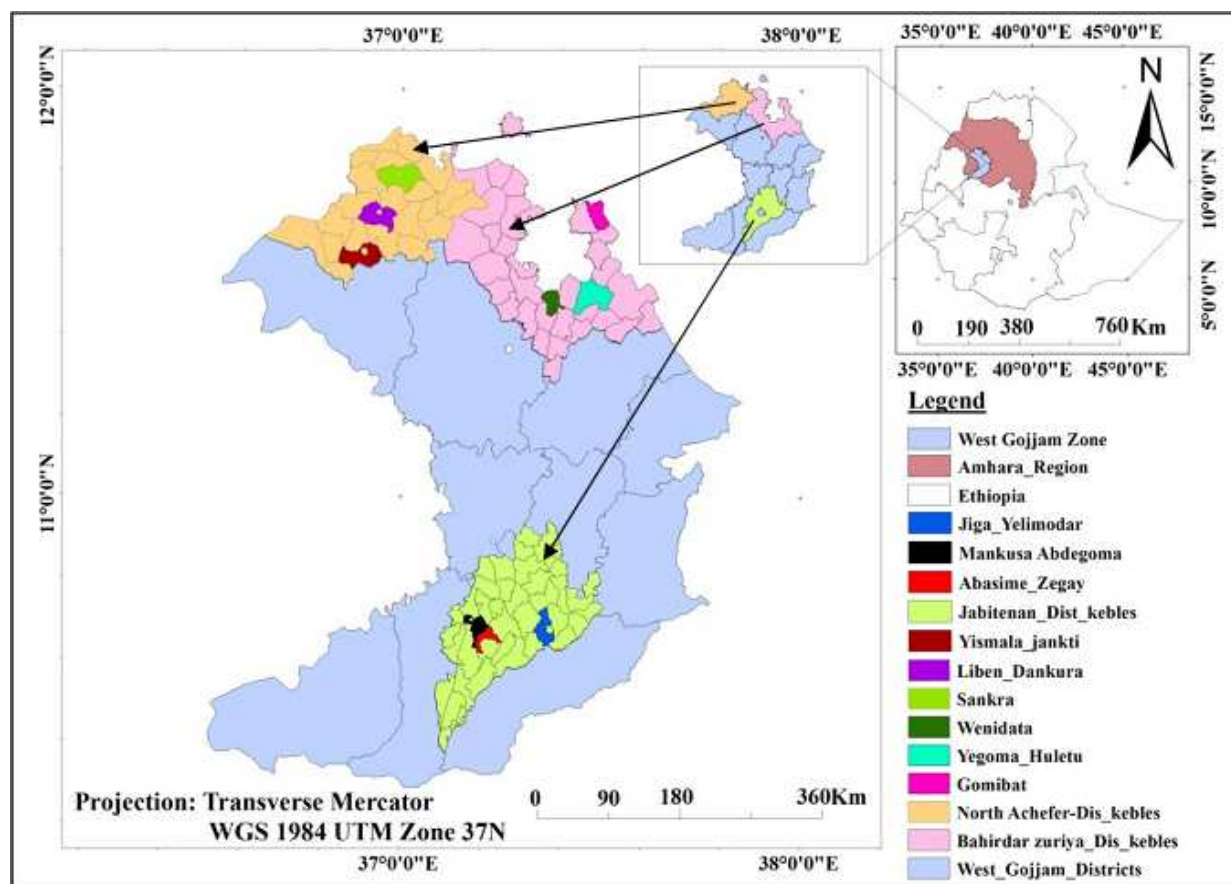 37°0'0"N
38°0'0"N
12°0'0"N
11°0'0"N
37°0'0"E
38°0'0"E
Projection: Transverse Mercator
WGS 1984 UTM Zone 37N
0 90 180 360Km
35°0'0"E 40°0'0"E 45°0'0"E
N
15°0'0"N
10°0'0"N
5°0'0"N
0 190 380 760Km
35°0'0"E 40°0'0"E 45°0'0"E
Legend
West Gojjam Zone
Amhara_Region
Ethiopia
Jiga_Yelimodar
Mankusa Abdegoma
Abasime_Zegay
Jabitenan_Dist_kebles
Yismala_jankti
Liben_Dankura
Sankra
Wenidata
Yegoma_Huletu
Gomibat
North Achefer-Dis_kebles
Bahirdar zuriya_Dis_kebles
West_Gojjam_Districts